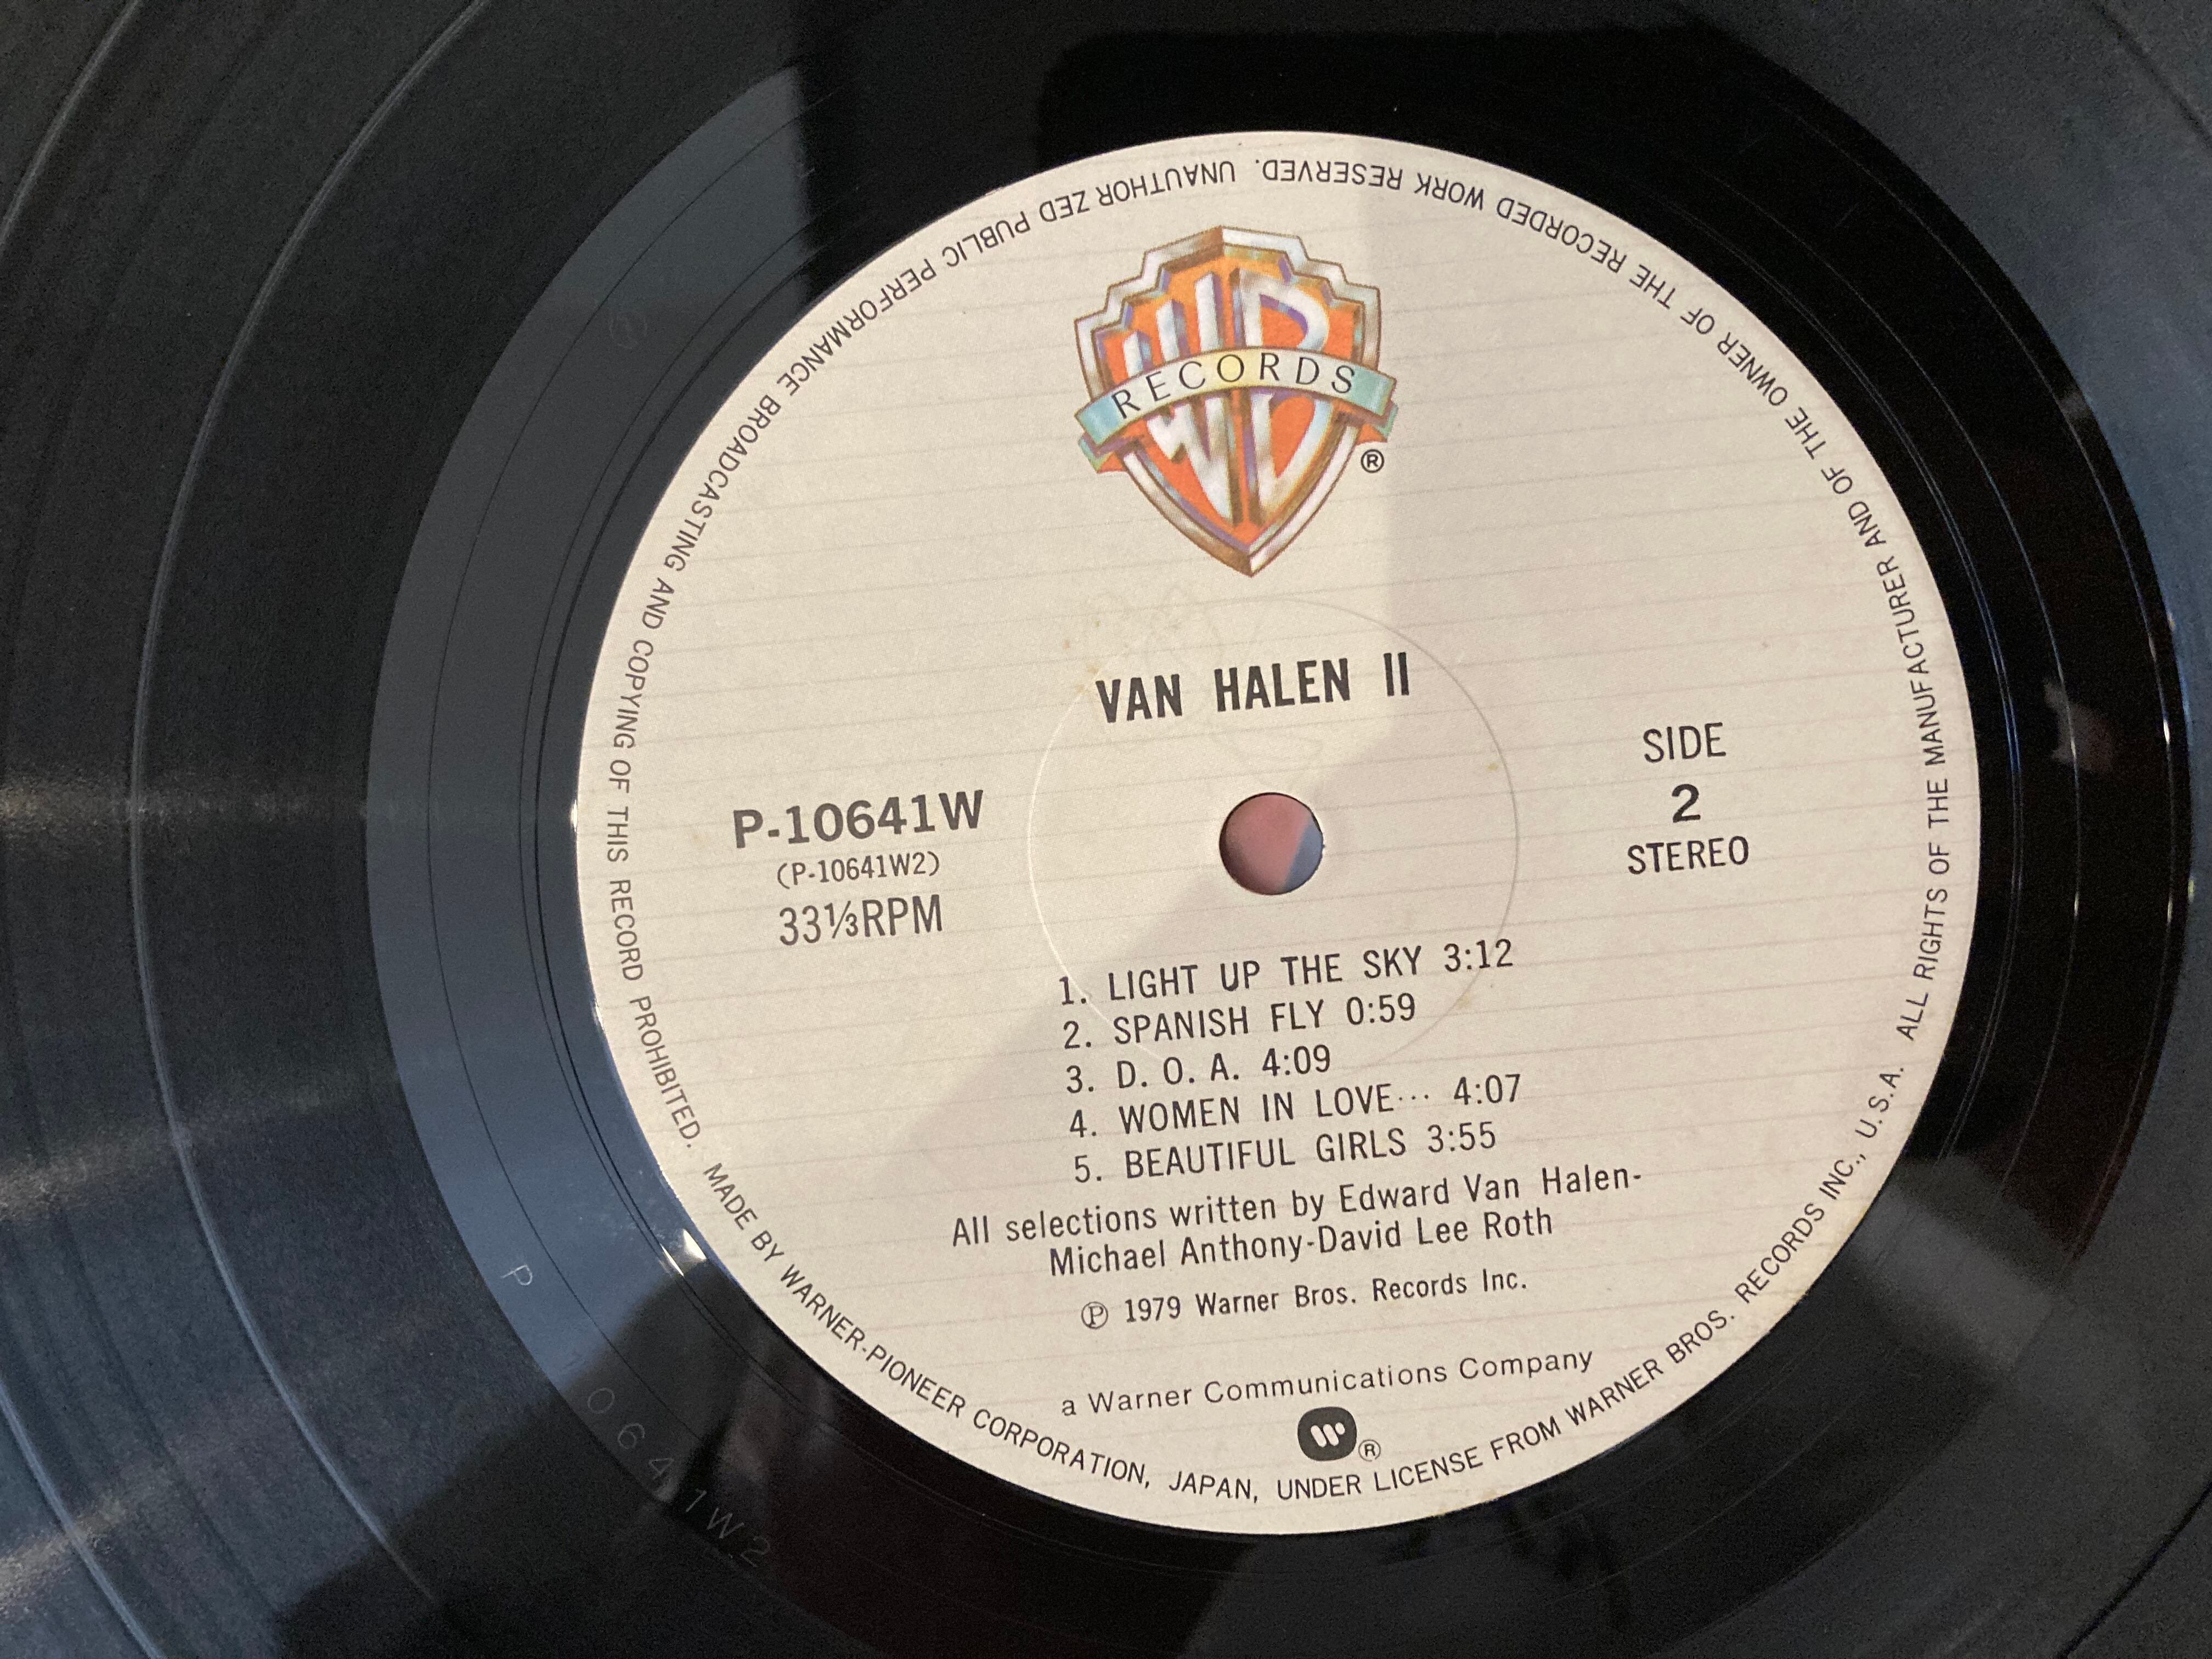 WB
RECORDS
®
VAN HALEN II
P-10641W
(P-10641W2)
33⅓RPM
SIDE
2
STEREO
1. LIGHT UP THE SKY 3:12
2. SPANISH FLY 0:59
3. D. O. A. 4:09
4. WOMEN IN LOVE··· 4:07
5. BEAUTIFUL GIRLS 3:55
All selections written by Edward Van Halen-
Michael Anthony-David Lee Roth
℗ 1979 Warner Bros. Records Inc.
a Warner Communications Company
W®
MADE BY WARNER-PIONEER CORPORATION, JAPAN, UNDER LICENSE FROM WARNER BROS. RECORDS INC., U.S.A. ALL RIGHTS OF THE MANUFACTURER AND OF THE OWNER OF THE RECORDED WORK RESERVED. UNAUTHOR ZED PUBLIC PERFORMANCE BROADCASTING AND COPYING OF THIS RECORD PROHIBITED.